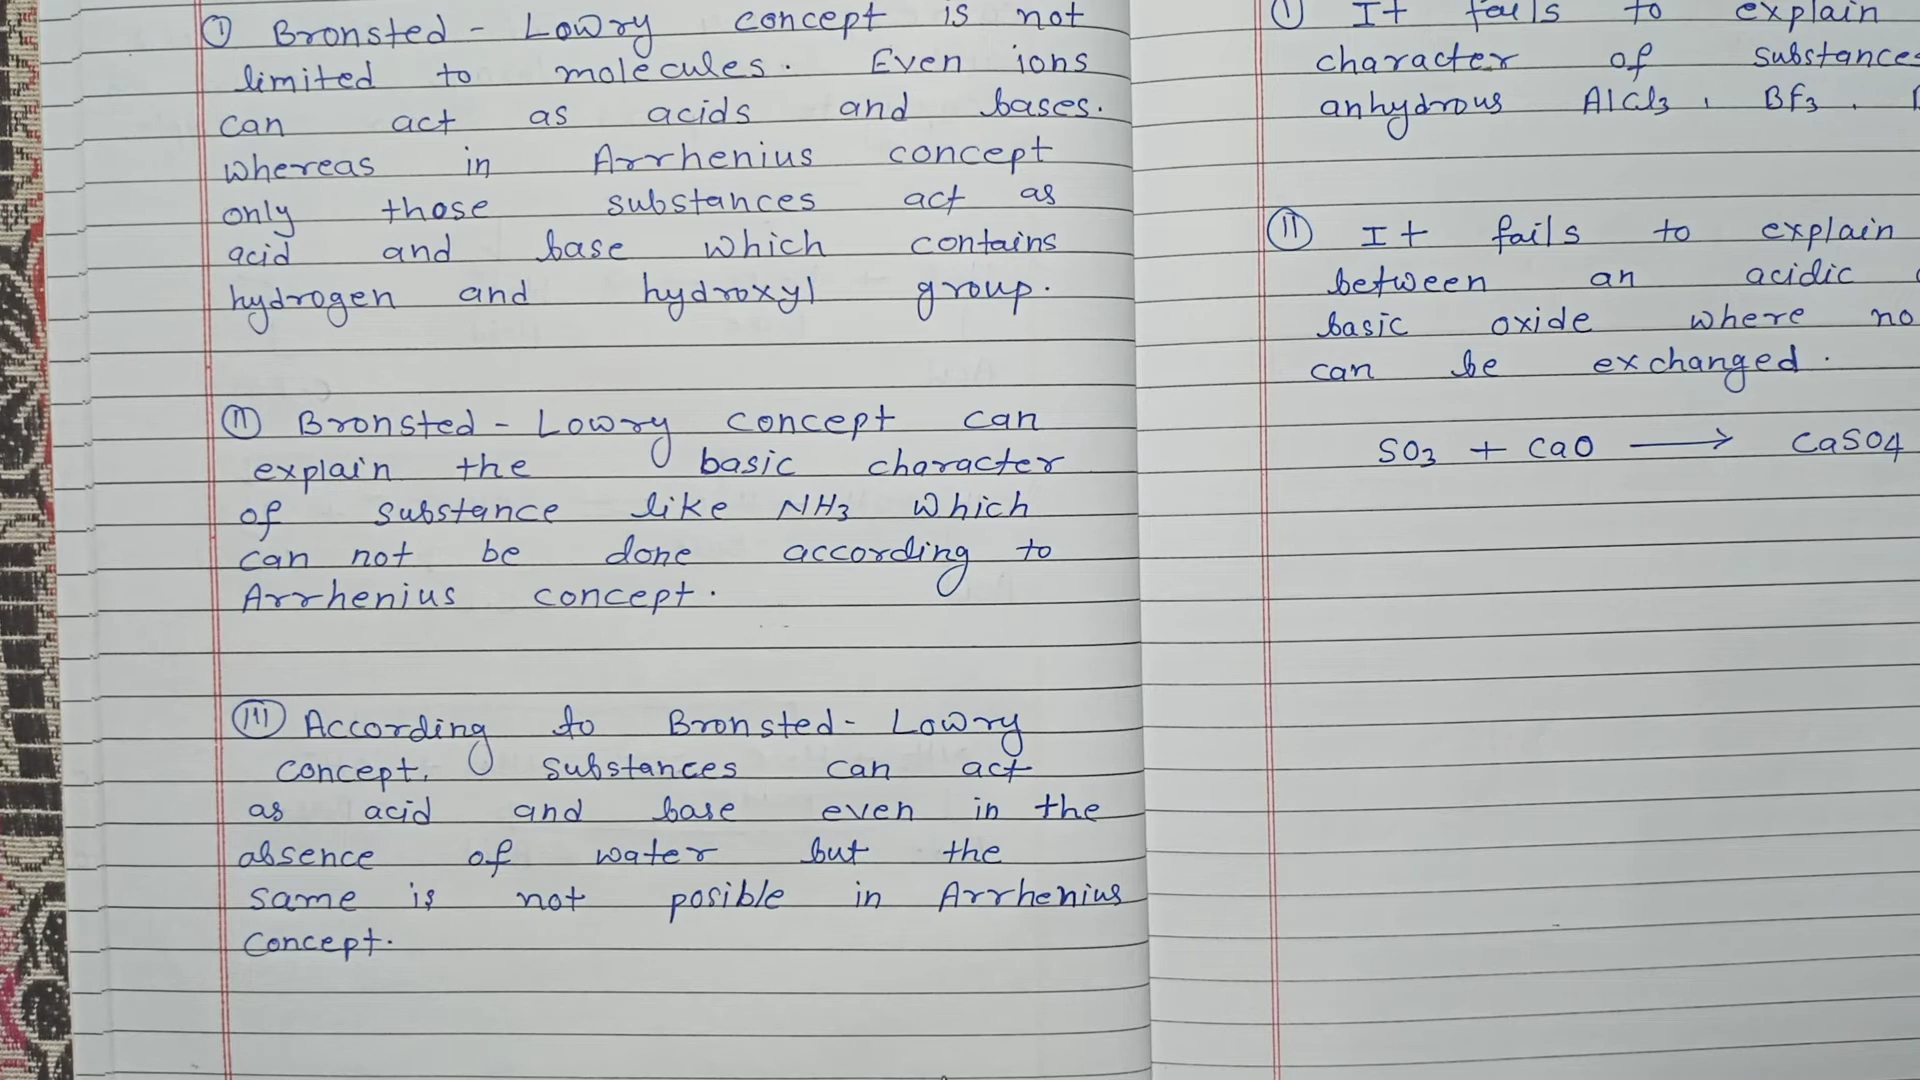 I Bronsted - Lowry concept is not
limited to molecules. Even ions
can act as acids and bases.
whereas in Arrhenius concept
only those substances act as
acid and base which contains
hydrogen and hydroxyl group.
II Bronsted - Lowry concept can
explain the basic character
of substance like NH3 which
can not be done according to
Arrhenius concept.
III According to Bronsted - Lowry
concept, substances can act
as acid and base even in the
absence of water but the
same is not posible in Arrhenius
concept.
I It fails to explain
character of substances
anhydrous AlCl3, BF3,
II It fails to explain
between an acidic
basic oxide where no
can be exchanged.
SO3 + CaO ⟶ CaSO4